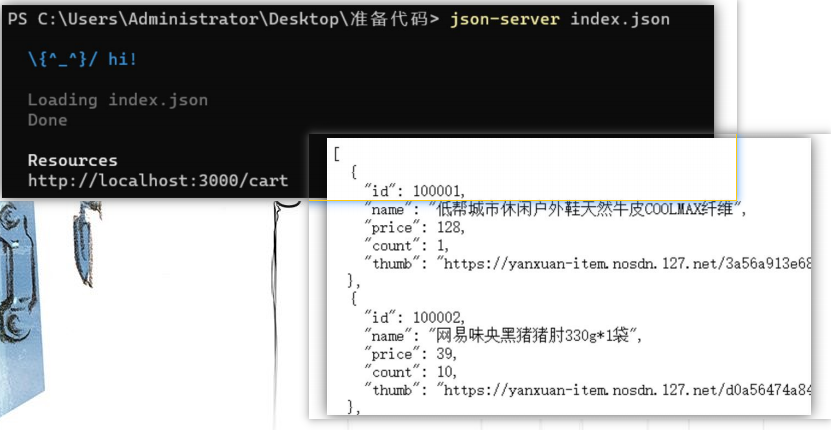 PS C:\Users\Administrator\Desktop\准备代码> json-server index.json
\{^_^}/ hi!
Loading index.json
Done
Resources
http://localhost:3000/cart
[
{
"id": 100001,
"name": "低帮城市休闲户外鞋天然牛皮COOLMAX纤维",
"price": 128,
"count": 1,
"thumb": "https://yanxuan-item.nosdn.127.net/3a56a913e68
},
{
"id": 100002,
"name": "网易味央黑猪猪肘330g*1袋",
"price": 39,
"count": 10,
"thumb": "https://yanxuan-item.nosdn.127.net/d0a56474a84
},